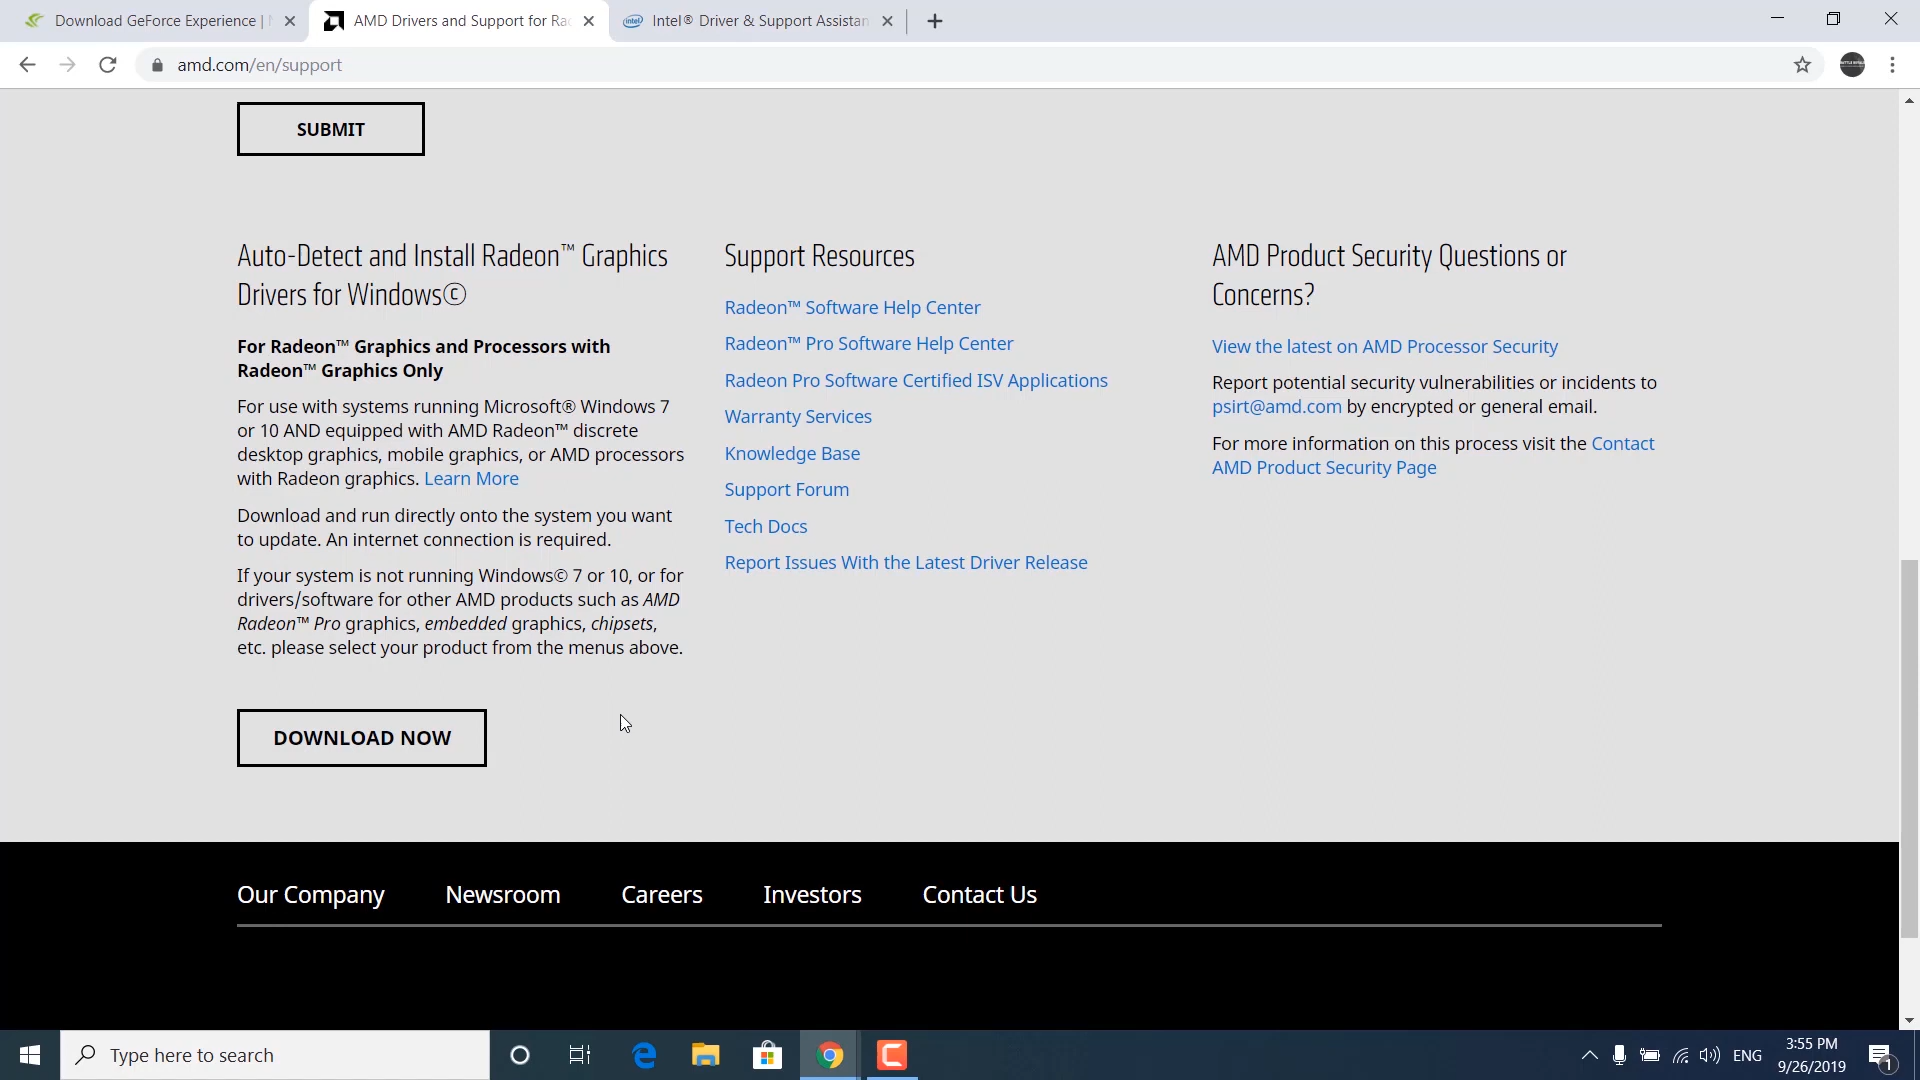 Download GeForce Experience |
AMD Drivers and Support for Ra
intel Intel® Driver & Support Assistan
amd.com/en/support
SUBMIT
Auto-Detect and Install Radeon™ Graphics
Drivers for Windows©
For Radeon™ Graphics and Processors with
Radeon™ Graphics Only
For use with systems running Microsoft® Windows 7
or 10 AND equipped with AMD Radeon™ discrete
desktop graphics, mobile graphics, or AMD processors
with Radeon graphics. Learn More
Download and run directly onto the system you want
to update. An internet connection is required.
If your system is not running Windows© 7 or 10, or for
drivers/software for other AMD products such as AMD
Radeon™ Pro graphics, embedded graphics, chipsets,
etc. please select your product from the menus above.
DOWNLOAD NOW
Support Resources
Radeon™ Software Help Center
Radeon™ Pro Software Help Center
Radeon Pro Software Certified ISV Applications
Warranty Services
Knowledge Base
Support Forum
Tech Docs
Report Issues With the Latest Driver Release
AMD Product Security Questions or
Concerns?
View the latest on AMD Processor Security
Report potential security vulnerabilities or incidents to
psirt@amd.com by encrypted or general email.
For more information on this process visit the Contact
AMD Product Security Page
Our Company Newsroom Careers Investors Contact Us
Type here to search
ENG
3:55 PM
9/26/2019
1